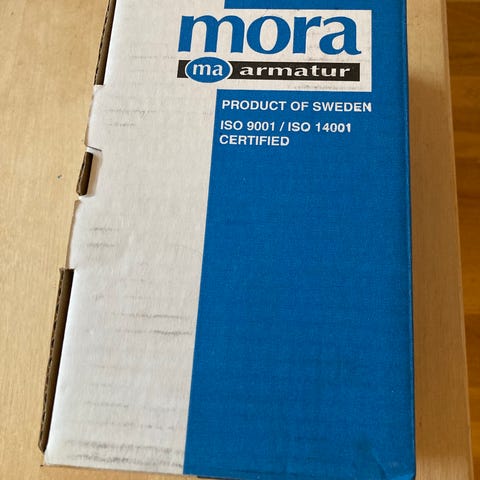 mora
ma armatur
PRODUCT OF SWEDEN
ISO 9001 / ISO 14001
CERTIFIED